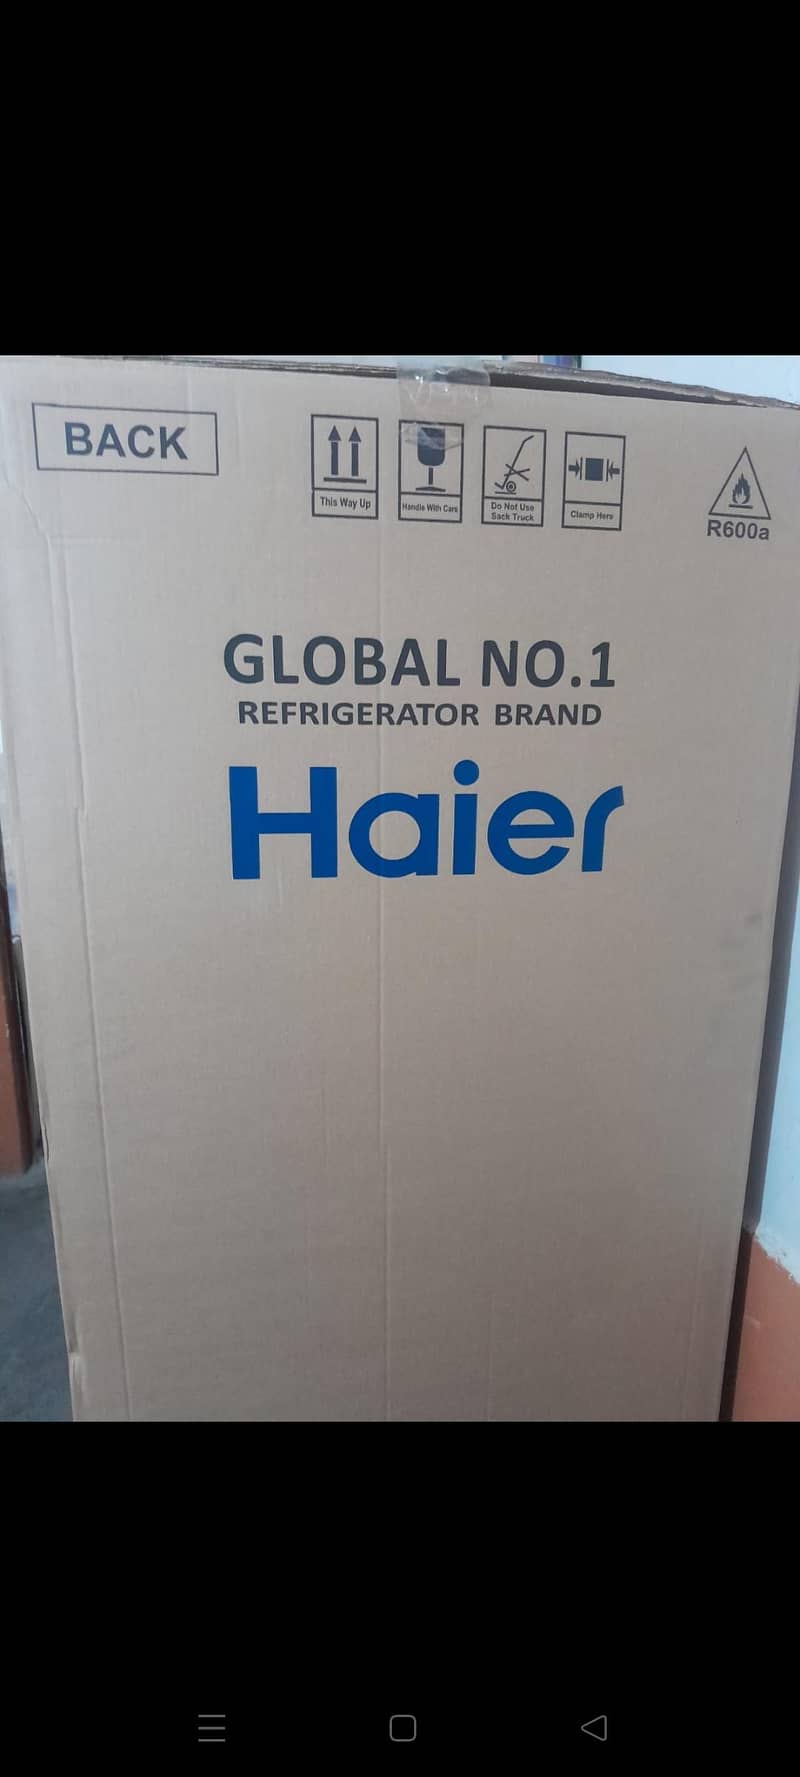 BACK
This Way Up
Handle With Care
Do Not Use
Sack Truck
Clamp Here
R600a
GLOBAL NO.1
REFRIGERATOR BRAND
Haier